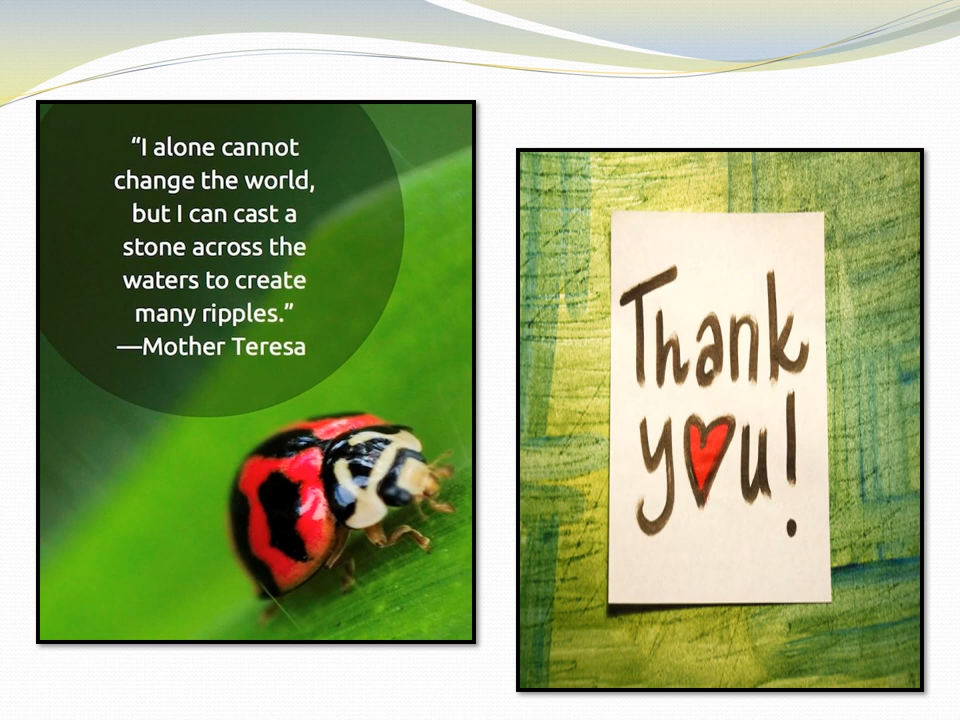 “I alone cannot
change the world,
but I can cast a
stone across the
waters to create
many ripples.”
—Mother Teresa
Thank
you!